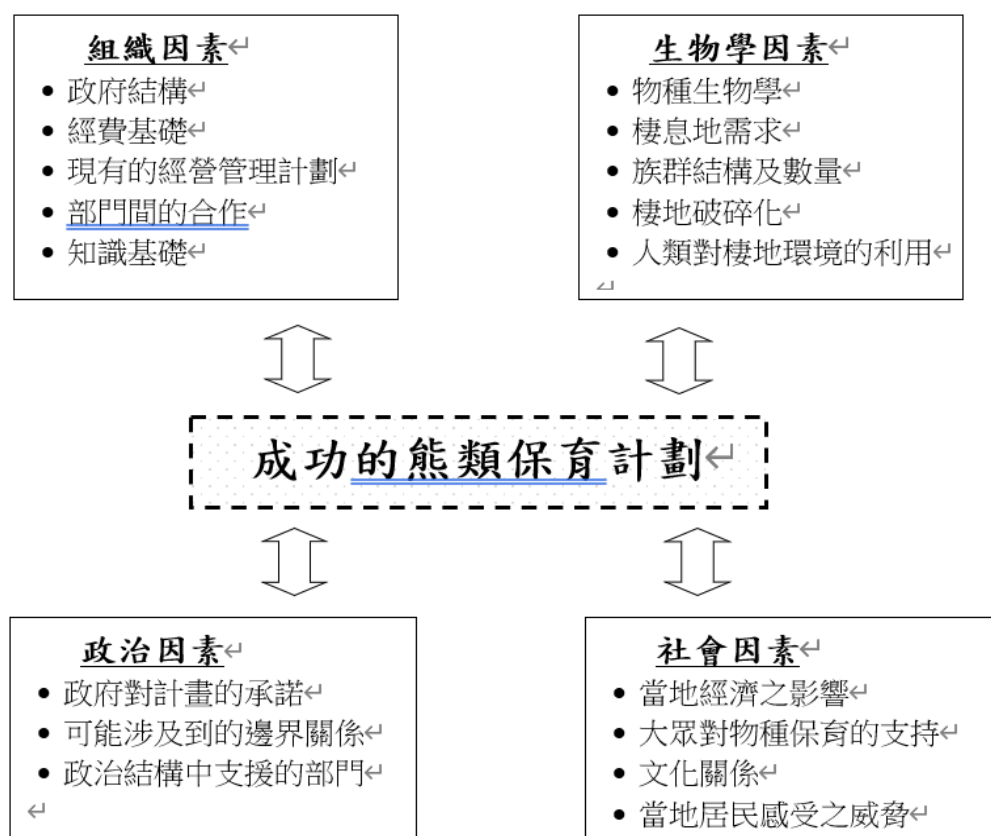 組織因素
• 政府結構
• 經費基礎
• 現有的經營管理計劃
• 部門間的合作
• 知識基礎
生物學因素
• 物種生物學
• 棲息地需求
• 族群結構及數量
• 棲地破碎化
• 人類對棲地環境的利用
成功的熊類保育計劃
政治因素
• 政府對計畫的承諾
• 可能涉及到的邊界關係
• 政治結構中支援的部門
社會因素
• 當地經濟之影響
• 大眾對物種保育的支持
• 文化關係
• 當地居民感受之威脅